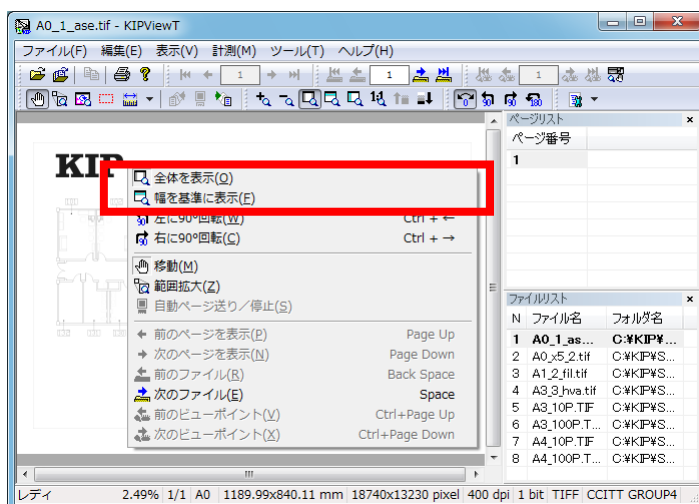 A0_1_ase.tif - KIPViewT
ファイル(F) 編集(E) 表示(V) 計測(M) ツール(T) ヘルプ(H)
1 1 1
KIP
全体を表示(O)
幅を基準に表示(F)
左に90°回転(W) Ctrl + ←
右に90°回転(C) Ctrl + →
移動(M)
範囲拡大(Z)
自動ページ送り／停止(S)
前のページを表示(P) Page Up
次のページを表示(N) Page Down
前のファイル(R) Back Space
次のファイル(E) Space
前のビューポイント(V) Ctrl+Page Up
次のビューポイント(X) Ctrl+Page Down
ページリスト
ページ番号
1
ファイルリスト
N ファイル名 フォルダ名
1 A0_1_as... C:¥KIP¥...
2 A0_x5_2.tif C:¥KIP¥S...
3 A1_2_fil.tif C:¥KIP¥S...
4 A3_3_hva.tif C:¥KIP¥S...
5 A3_10P.TIF C:¥KIP¥S...
6 A3_100P.T... C:¥KIP¥S...
7 A4_10P.TIF C:¥KIP¥S...
8 A4_100P.T... C:¥KIP¥S...
レディ 2.49% 1/1 A0 1189.99x840.11 mm 18740x13230 pixel 400 dpi 1 bit TIFF CCITT GROUP4